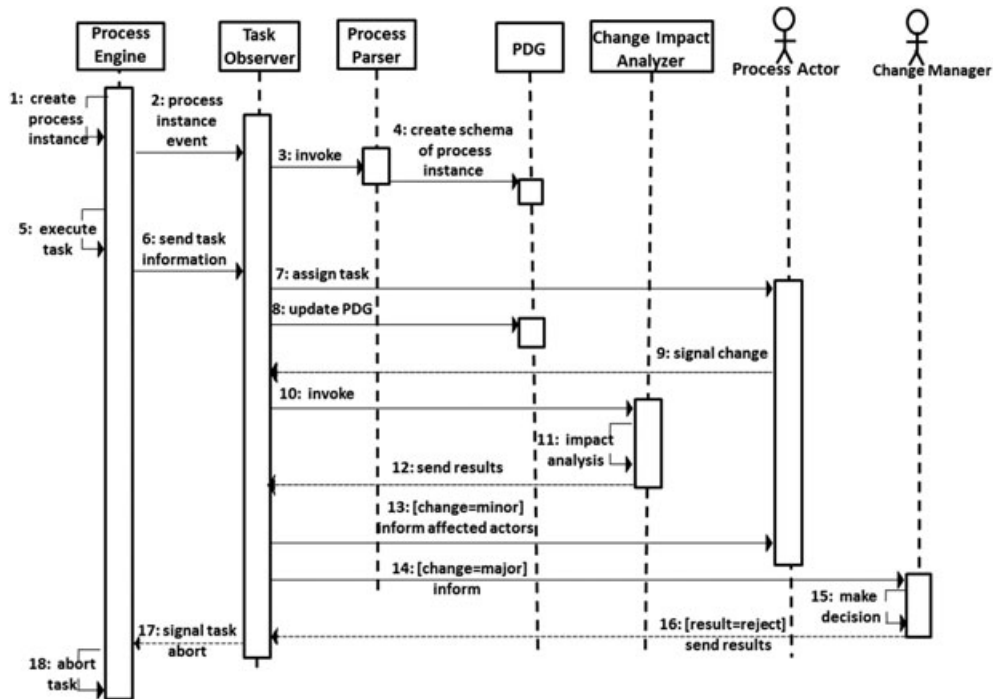 Process
Engine
Task
Observer
Process
Parser
PDG
Change Impact
Analyzer
Process Actor
Change Manager
1: create
process
instance
2: process
instance
event
3: invoke
4: create schema
of process
instance
5: execute
task
6: send task
information
7: assign task
8: update PDG
9: signal change
10: invoke
11: impact
analysis
12: send results
13: [change=minor]
inform affected actors
14: [change=major]
inform
15: make
decision
16: [result=reject]
send results
17: signal task
abort
18: abort
task